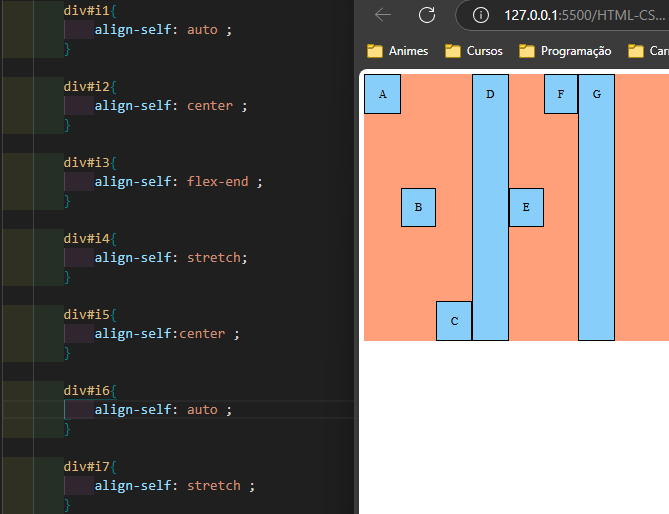 div#i1{
align-self: auto ;
}
div#i2{
align-self: center ;
}
div#i3{
align-self: flex-end ;
}
div#i4{
align-self: stretch;
}
div#i5{
align-self:center ;
}
div#i6{
align-self: auto ;
}
div#i7{
align-self: stretch ;
}
127.0.0.1:5500/HTML-CS...
Animes Cursos Programação Carr
A D F G
B E
C